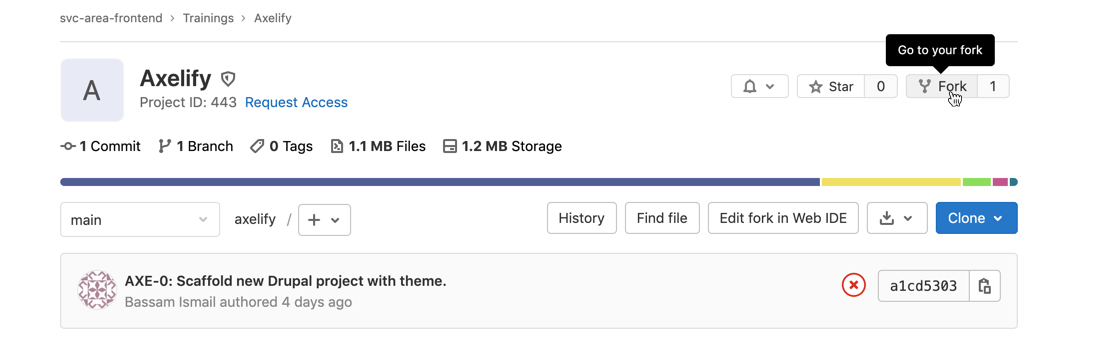 svc-area-frontend › Trainings › Axelify
Go to your fork
A
Axelify
Project ID: 443 Request Access
Star 0 Fork 1
1 Commit 1 Branch 0 Tags 1.1 MB Files 1.2 MB Storage
main axelify / + History Find file Edit fork in Web IDE Clone
AXE-0: Scaffold new Drupal project with theme.
Bassam Ismail authored 4 days ago
a1cd5303